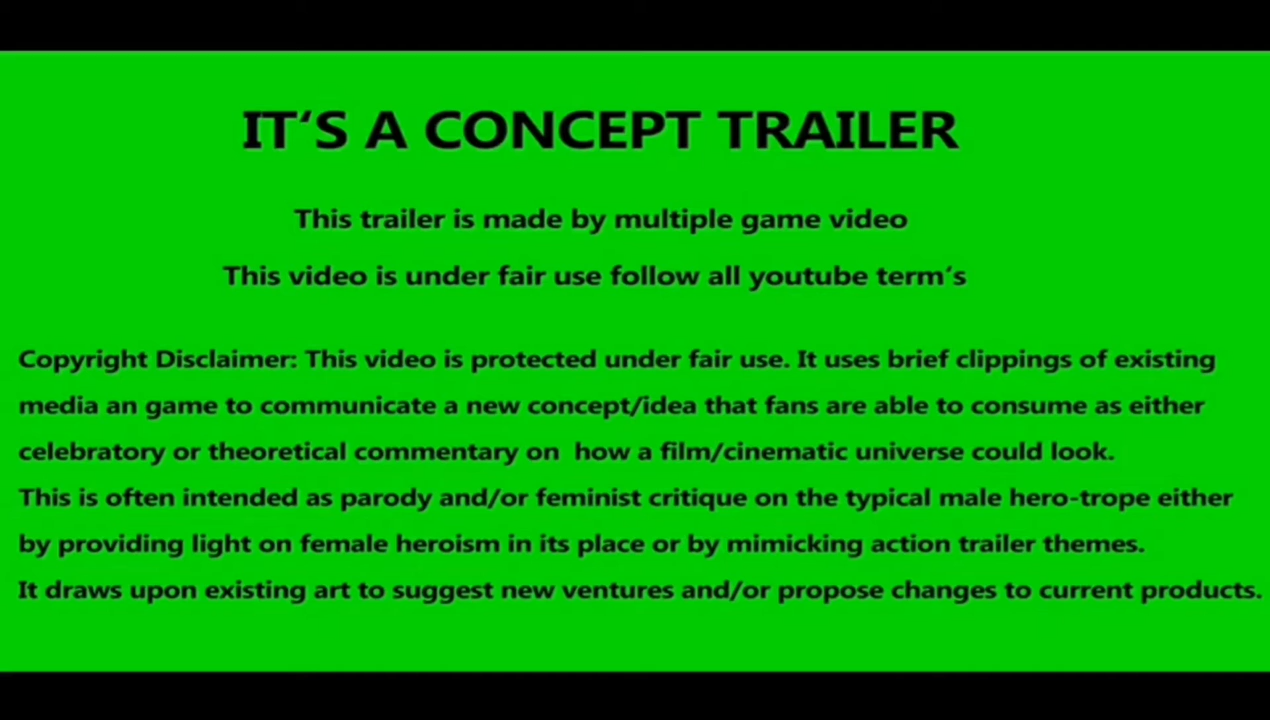 IT‘S A CONCEPT TRAILER
This trailer is made by multiple game video
This video is under fair use follow all youtube term’s
Copyright Disclaimer: This video is protected under fair use. It uses brief clippings of existing
media an game to communicate a new concept/idea that fans are able to consume as either
celebratory or theoretical commentary on how a film/cinematic universe could look.
This is often intended as parody and/or feminist critique on the typical male hero-trope either
by providing light on female heroism in its place or by mimicking action trailer themes.
It draws upon existing art to suggest new ventures and/or propose changes to current products.